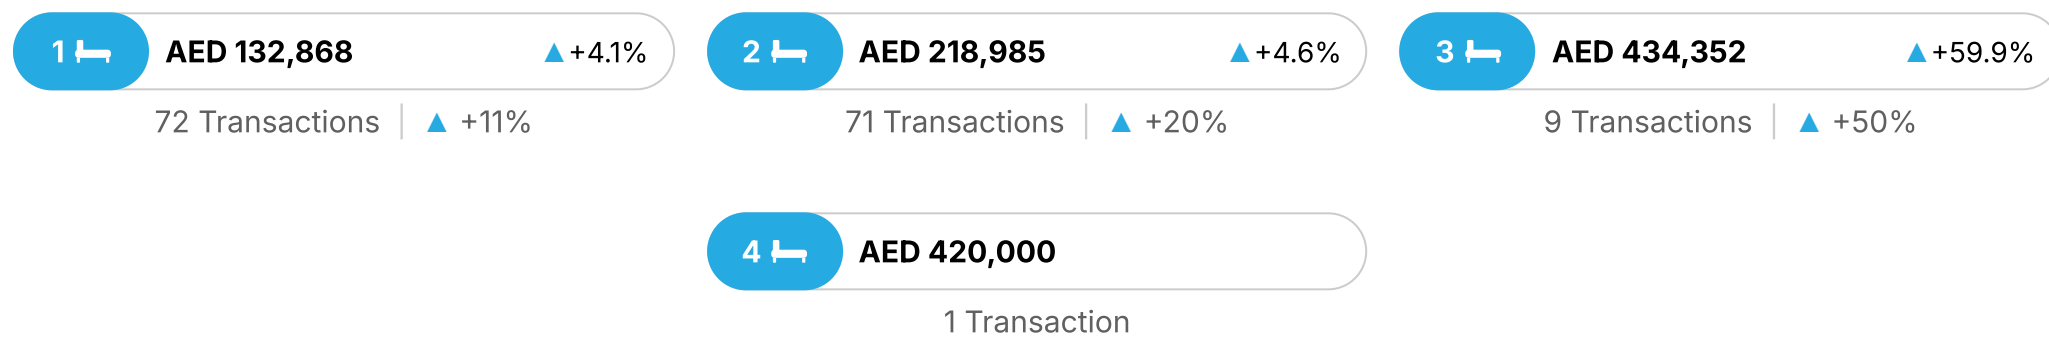 1 AED 132,868 ▲+4.1%
72 Transactions | ▲ +11%
2 AED 218,985 ▲+4.6%
71 Transactions | ▲ +20%
3 AED 434,352 ▲+59.9%
9 Transactions | ▲ +50%
4 AED 420,000
1 Transaction